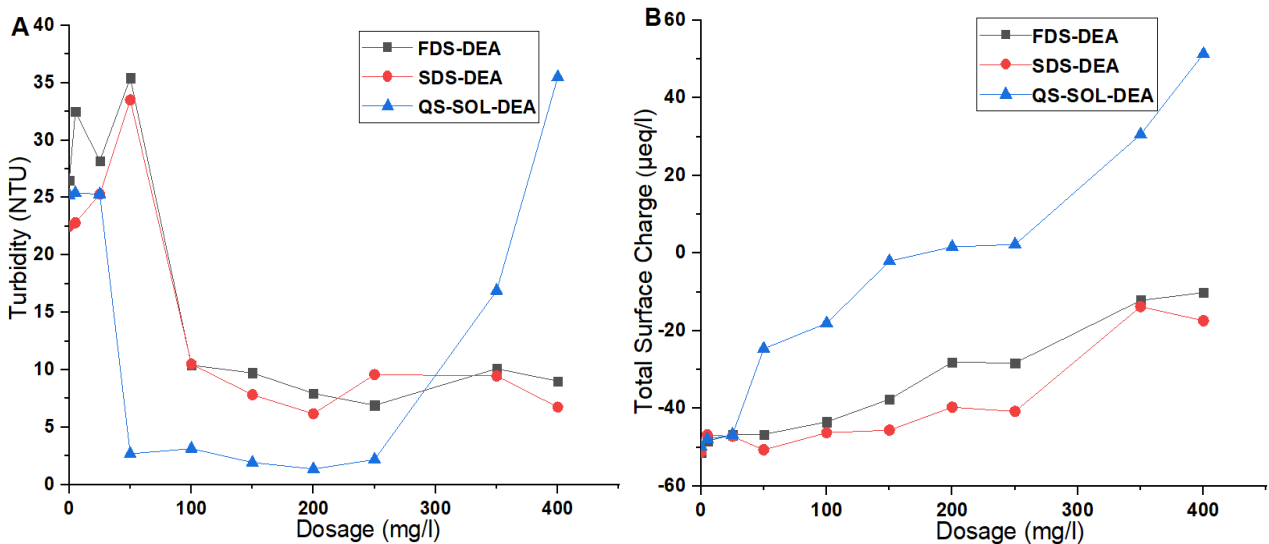 A
40
35
30
25
20
15
10
5
0
Turbidity (NTU)
FDS-DEA
SDS-DEA
QS-SOL-DEA
0 100 200 300 400
Dosage (mg/l)
B
60
40
20
0
-20
-40
-60
Total Surface Charge (µeq/l)
FDS-DEA
SDS-DEA
QS-SOL-DEA
0 100 200 300 400
Dosage (mg/l)